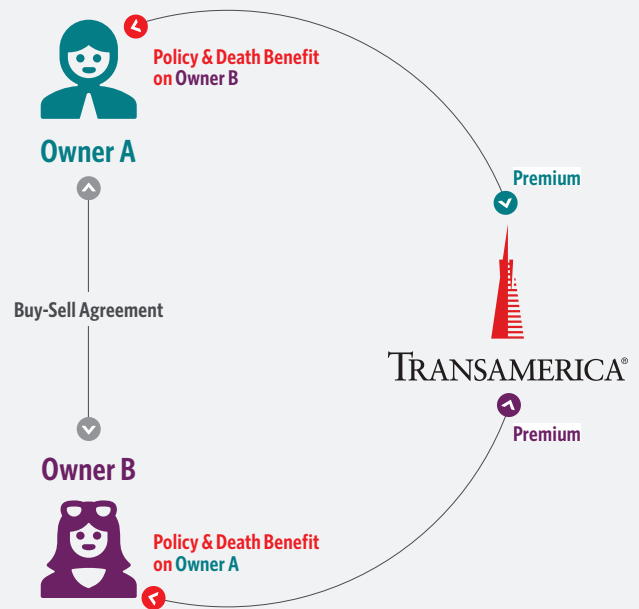 Policy & Death Benefit
on Owner B
Owner A
Premium
Buy-Sell Agreement
TRANSAMERICA®
Premium
Owner B
Policy & Death Benefit
on Owner A